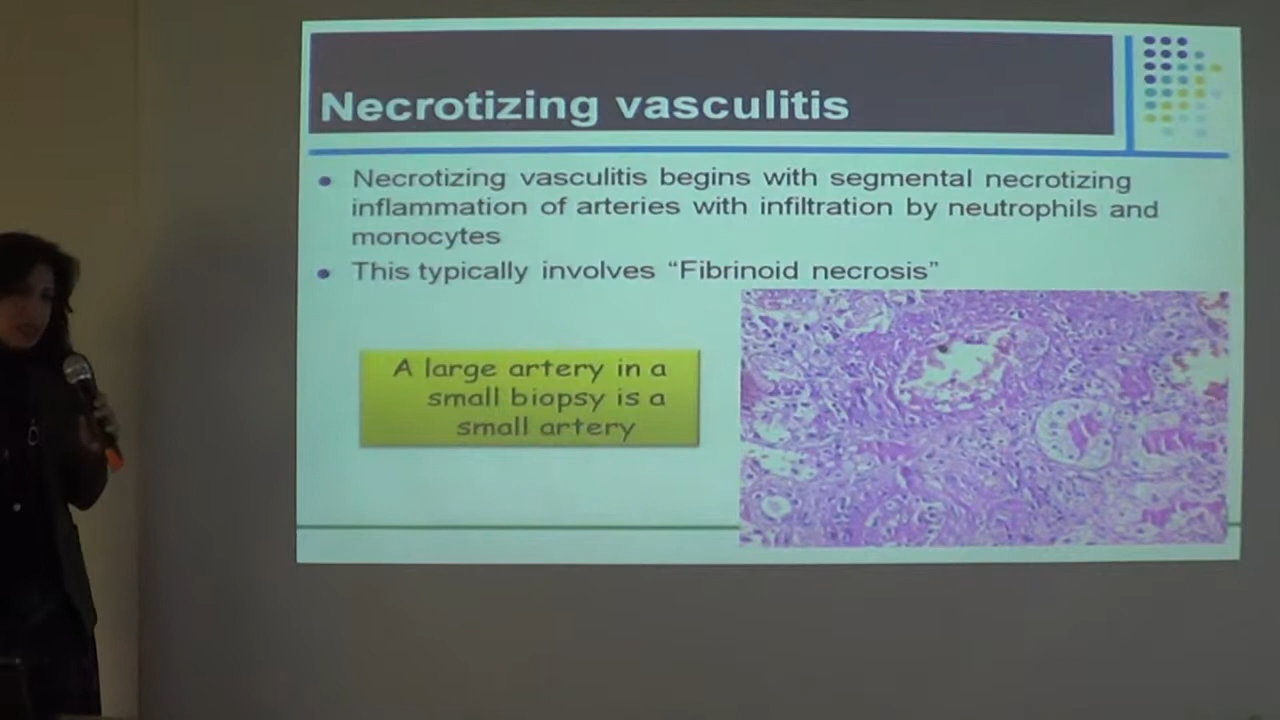 Necrotizing vasculitis
Necrotizing vasculitis begins with segmental necrotizing
inflammation of arteries with infiltration by neutrophils and
monocytes
This typically involves “Fibrinoid necrosis”
A large artery in a
small biopsy is a
small artery